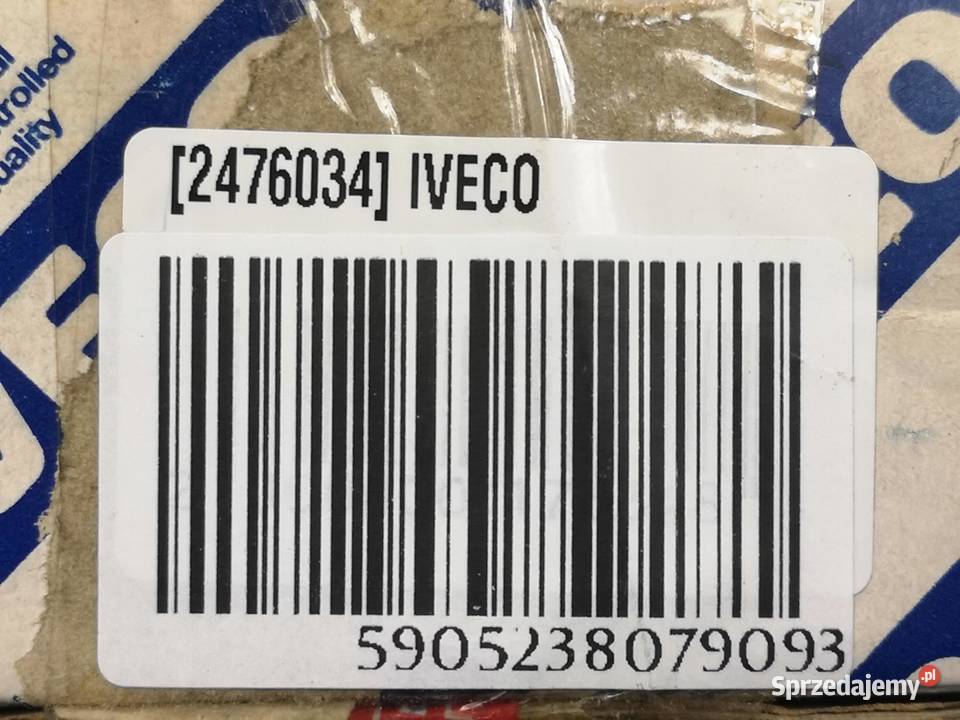 trolled
uality
[2476034] IVECO
5905238079093
Sprzedajemy.pl